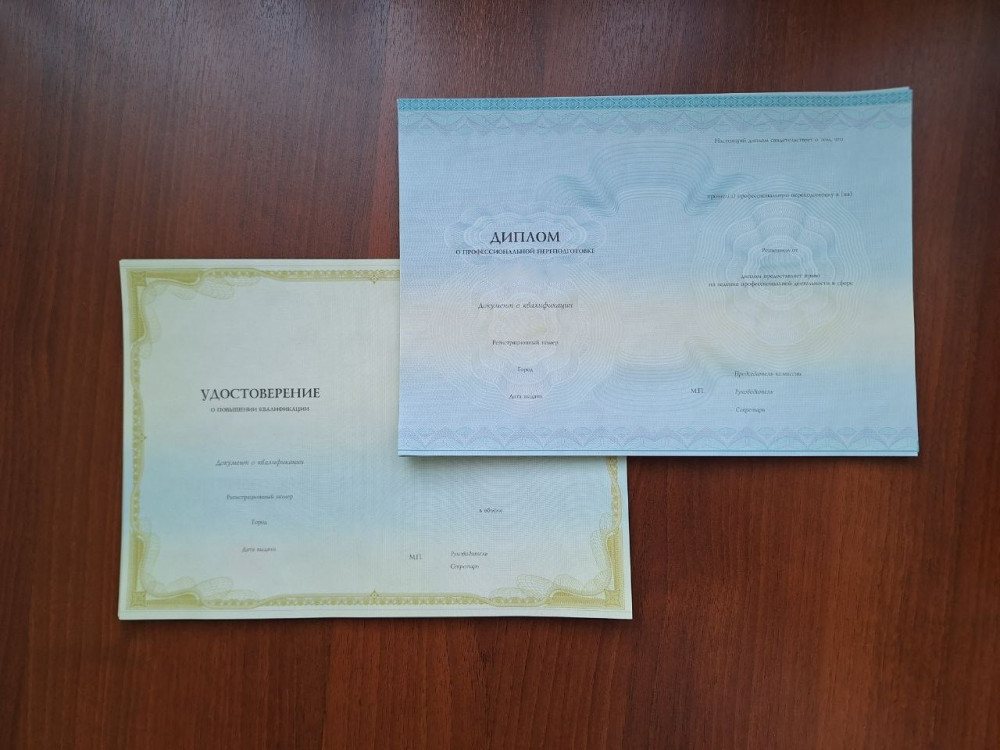 Настоящий диплом свидетельствует о том, что
прошел(а) профессиональную переподготовку в (на)
ДИПЛОМ
О ПРОФЕССИОНАЛЬНОЙ ПЕРЕПОДГОТОВКЕ
Решением от
диплом предоставляет право
на ведение профессиональной деятельности в сфере
Документ о квалификации
Регистрационный номер
Город
Дата выдачи
Председатель комиссии
М.П.
Руководитель
Секретарь
УДОСТОВЕРЕНИЕ
О ПОВЫШЕНИИ КВАЛИФИКАЦИИ
Документ о квалификации
Регистрационный номер
Город
Дата выдачи
в объёме
М.П.
Руководитель
Секретарь